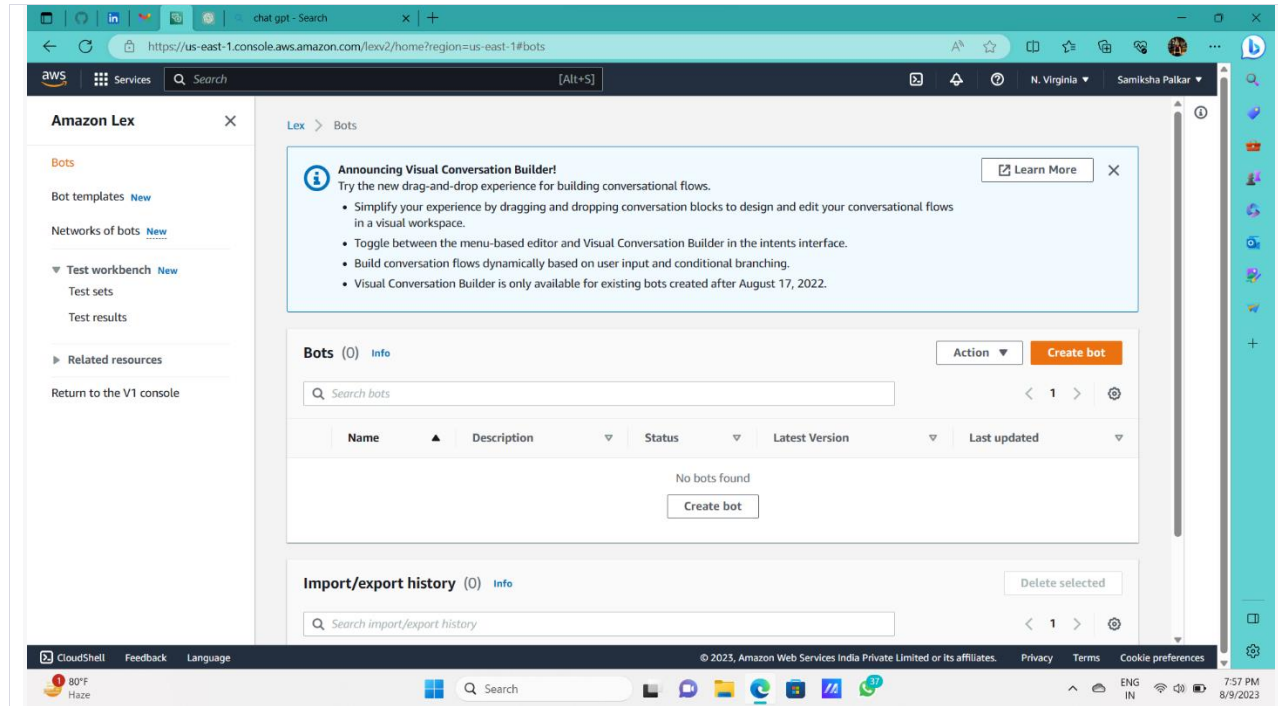 chat gpt - Search
https://us-east-1.console.aws.amazon.com/lexv2/home?region=us-east-1#bots
aws Services Search [Alt+S] N. Virginia ▼ Samiksha Palkar ▼
Amazon Lex
Bots
Bot templates New
Networks of bots New
Test workbench New
Test sets
Test results
Related resources
Return to the V1 console
Lex > Bots
Announcing Visual Conversation Builder!
Learn More
Try the new drag-and-drop experience for building conversational flows.
• Simplify your experience by dragging and dropping conversation blocks to design and edit your conversational flows
in a visual workspace.
• Toggle between the menu-based editor and Visual Conversation Builder in the intents interface.
• Build conversation flows dynamically based on user input and conditional branching.
• Visual Conversation Builder is only available for existing bots created after August 17, 2022.
Bots (0) Info Action ▼ Create bot
Search bots < 1 >
Name Description Status Latest Version Last updated
No bots found
Create bot
Import/export history (0) Info Delete selected
Search import/export history < 1 >
CloudShell Feedback Language © 2023, Amazon Web Services India Private Limited or its affiliates. Privacy Terms Cookie preferences
1 80°F
Haze
Search
37
ENG
IN
7:57 PM
8/9/2023